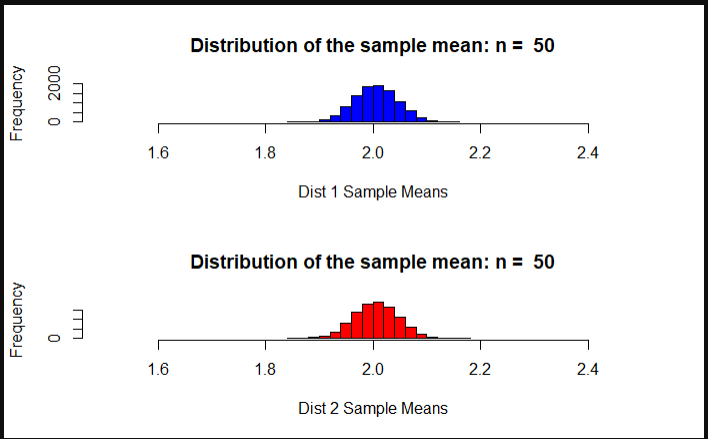 Distribution of the sample mean: n =  50
Frequency
0 2000
1.6 1.8 2.0 2.2 2.4
Dist 1 Sample Means
Distribution of the sample mean: n =  50
Frequency
0
1.6 1.8 2.0 2.2 2.4
Dist 2 Sample Means